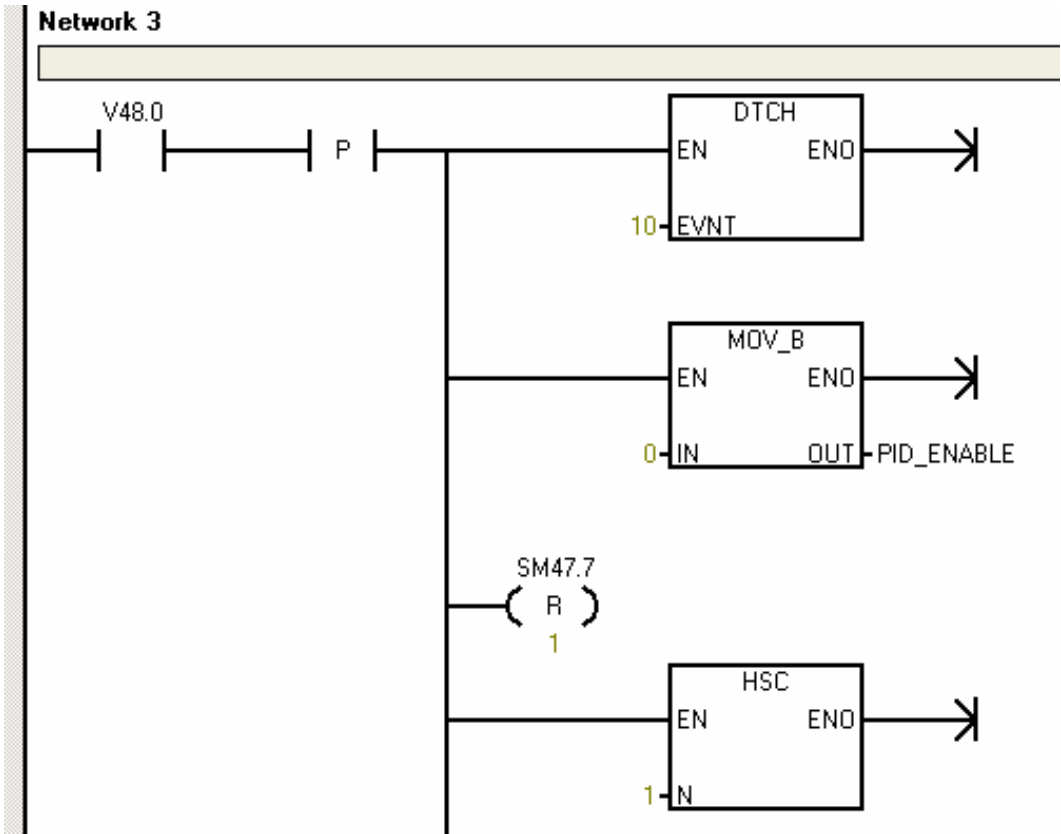 Network 3
V48.0
P
DTCH
EN ENO
10 EVNT
MOV_B
EN ENO
0 IN OUT PID_ENABLE
SM47.7
R
1
HSC
EN ENO
1 N